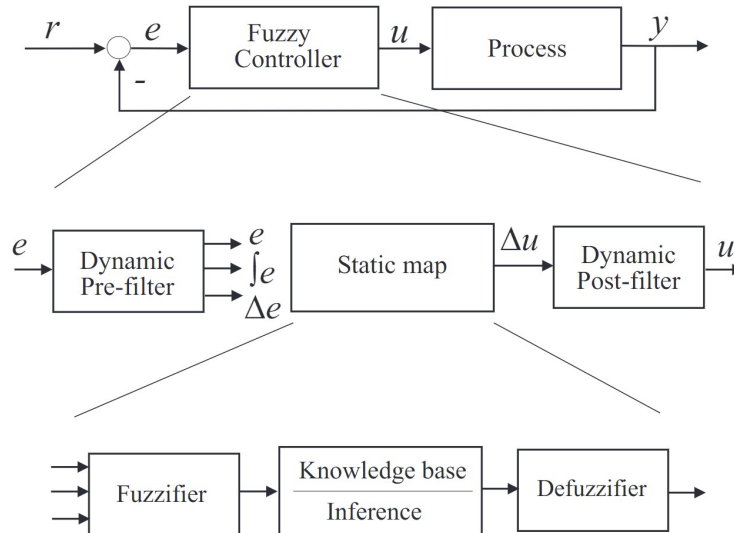 r
e
Fuzzy
Controller
u
Process
y
-
e
Dynamic
Pre-filter
e
∫e
Δe
Static map
Δu
Dynamic
Post-filter
u
Fuzzifier
Knowledge base
Inference
Defuzzifier